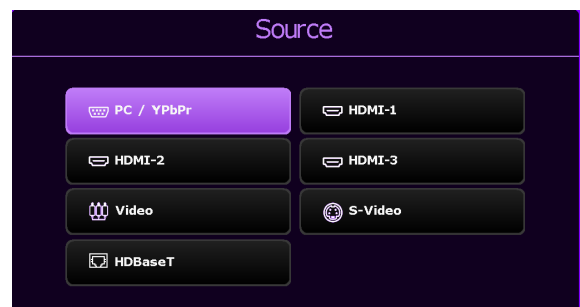 Source
PC / YPbPr
HDMI-1
HDMI-2
HDMI-3
Video
S-Video
HDBaseT